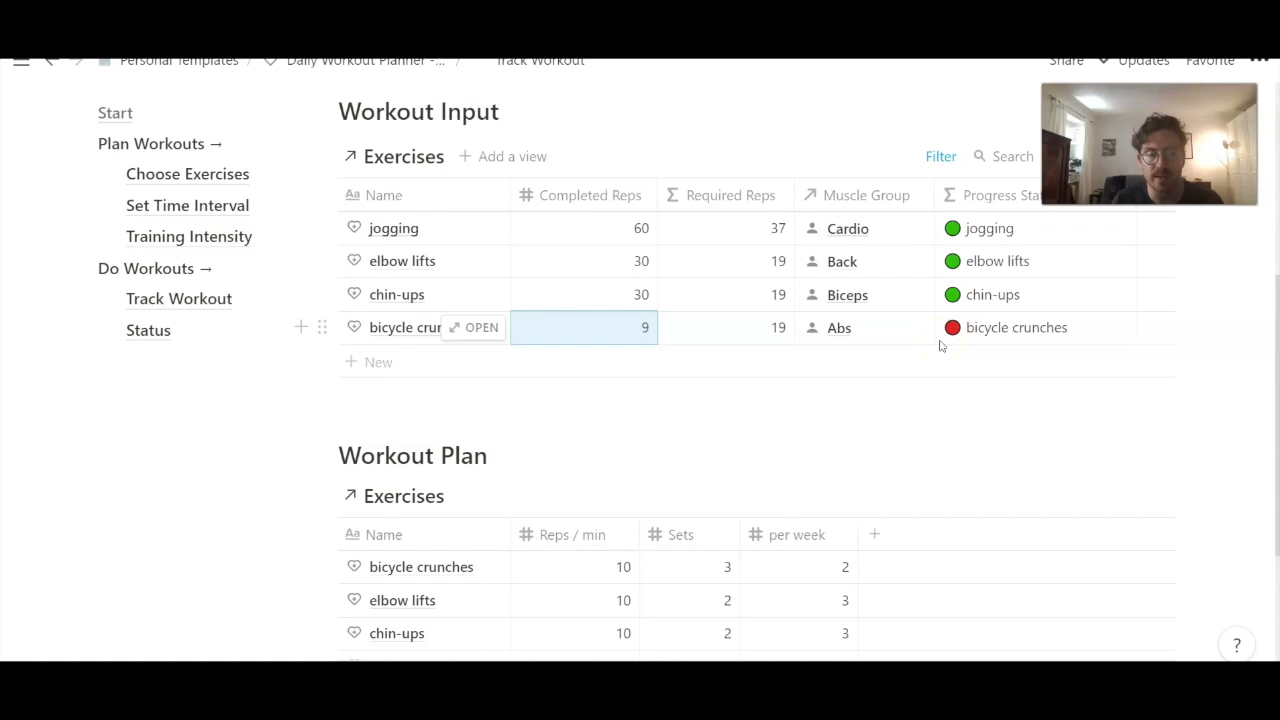 Personal Templates / Daily Workout Planner -... / Track Workout Share Updates Favorite
Start
Plan Workouts →
Choose Exercises
Set Time Interval
Training Intensity
Do Workouts →
Track Workout
Status
Workout Input
Exercises + Add a view Filter Search
Aa Name # Completed Reps Σ Required Reps Muscle Group Σ Progress Sta
jogging 60 37 Cardio jogging
elbow lifts 30 19 Back elbow lifts
chin-ups 30 19 Biceps chin-ups
bicycle crun OPEN 9 19 Abs bicycle crunches
+ New
Workout Plan
Exercises
Aa Name # Reps / min # Sets # per week +
bicycle crunches 10 3 2
elbow lifts 10 2 3
chin-ups 10 2 3
?